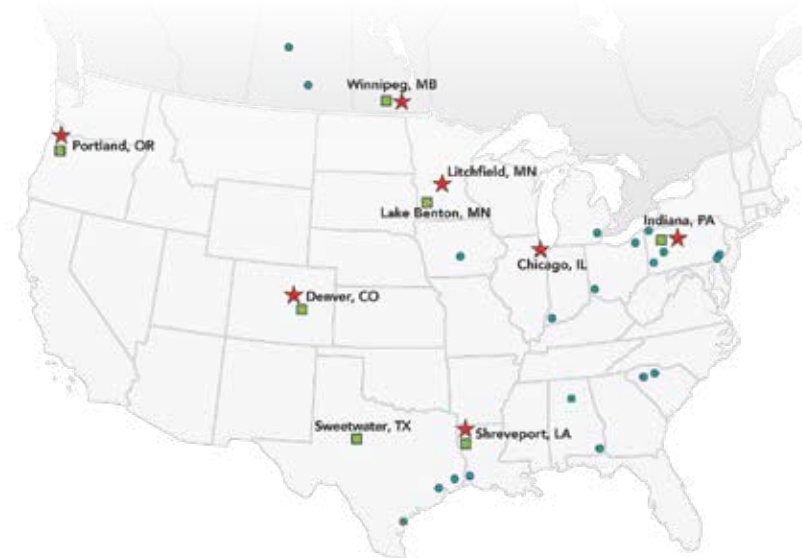 Winnipeg, MB
Portland, OR
Litchfield, MN
Lake Benton, MN
Indiana, PA
Chicago, IL
Denver, CO
Sweetwater, TX
Shreveport, LA